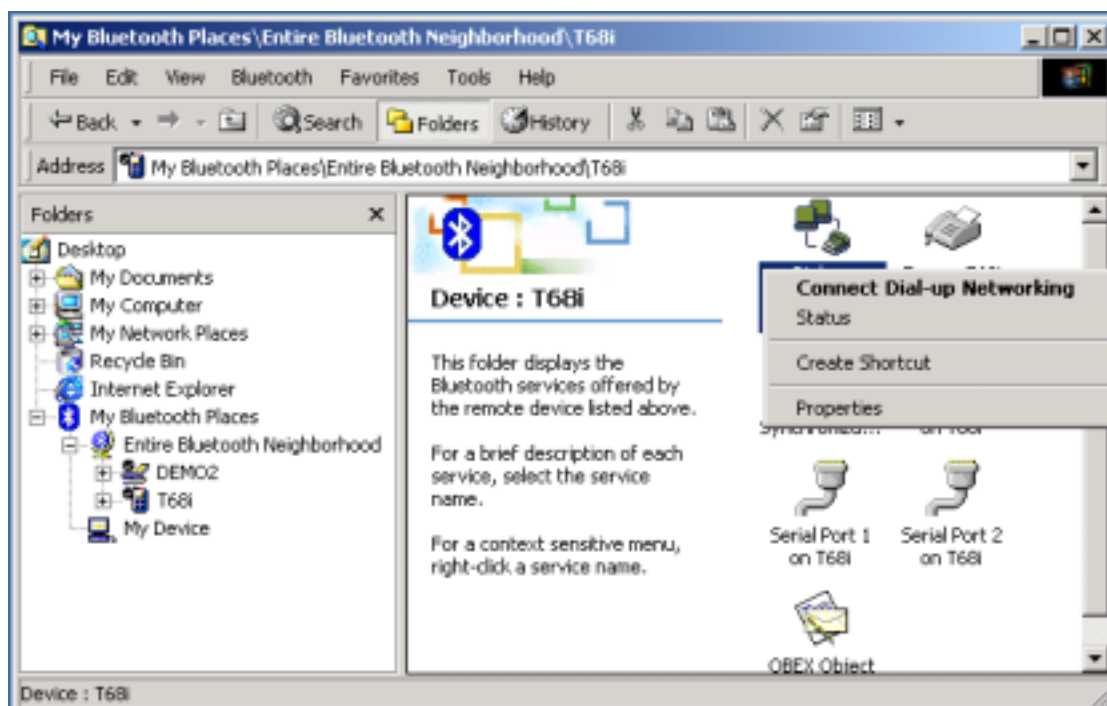 My Bluetooth Places\Entire Bluetooth Neighborhood\T68i
File Edit View Bluetooth Favorites Tools Help
Back Search Folders History
Address My Bluetooth Places\Entire Bluetooth Neighborhood\T68i
Folders
Desktop
My Documents
My Computer
My Network Places
Recycle Bin
Internet Explorer
My Bluetooth Places
Entire Bluetooth Neighborhood
DEMO2
T68i
My Device
Device : T68i
This folder displays the
Bluetooth services offered by
the remote device listed above.
For a brief description of each
service, select the service
name.
For a context sensitive menu,
right-click a service name.
Connect Dial-up Networking
Status
Create Shortcut
Properties
Serial Port 1
on T68i
Serial Port 2
on T68i
OBEX Object
Device : T68i